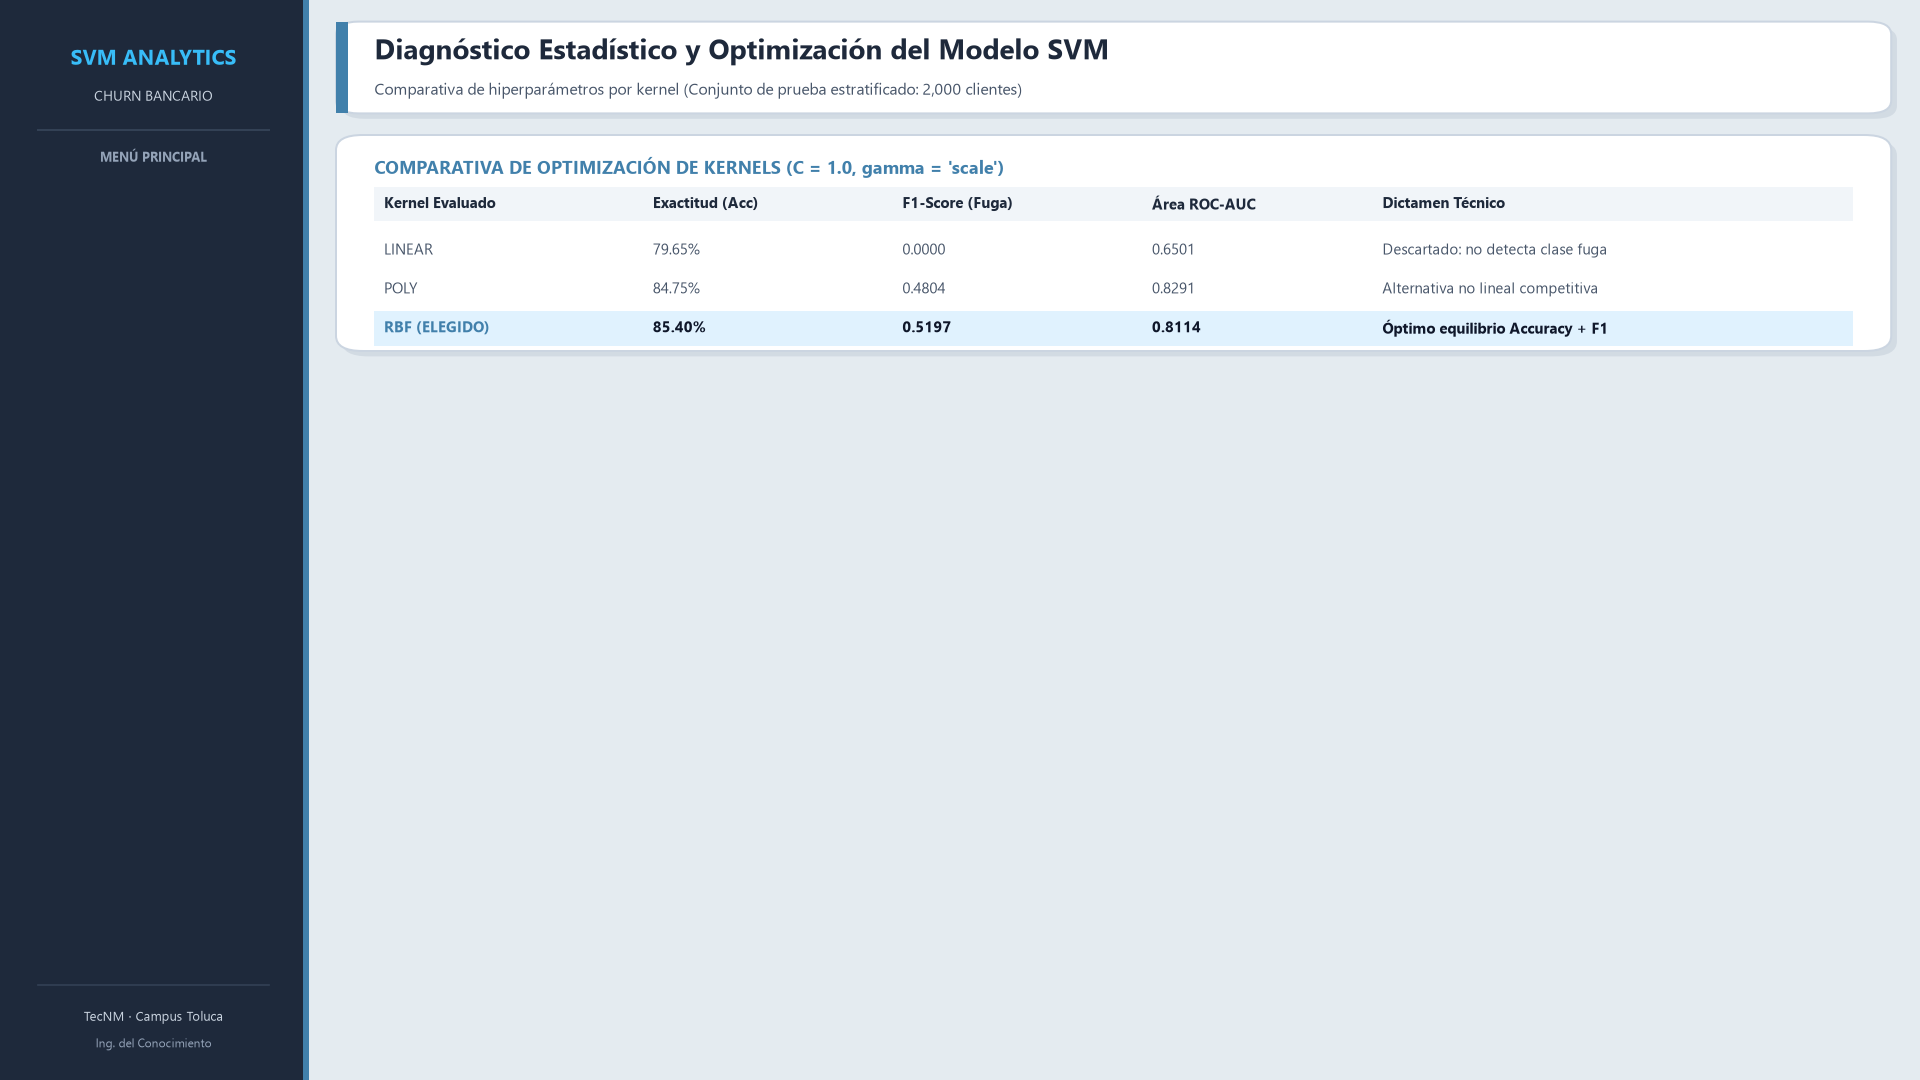 SVM ANALYTICS
CHURN BANCARIO
MENÚ PRINCIPAL
TecNM · Campus Toluca
Ing. del Conocimiento
Diagnóstico Estadístico y Optimización del Modelo SVM
Comparativa de hiperparámetros por kernel (Conjunto de prueba estratificado: 2,000 clientes)
COMPARATIVA DE OPTIMIZACIÓN DE KERNELS (C = 1.0, gamma = 'scale')
Kernel Evaluado Exactitud (Acc) F1-Score (Fuga) Área ROC-AUC Dictamen Técnico
LINEAR 79.65% 0.0000 0.6501 Descartado: no detecta clase fuga
POLY 84.75% 0.4804 0.8291 Alternativa no lineal competitiva
RBF (ELEGIDO) 85.40% 0.5197 0.8114 Óptimo equilibrio Accuracy + F1